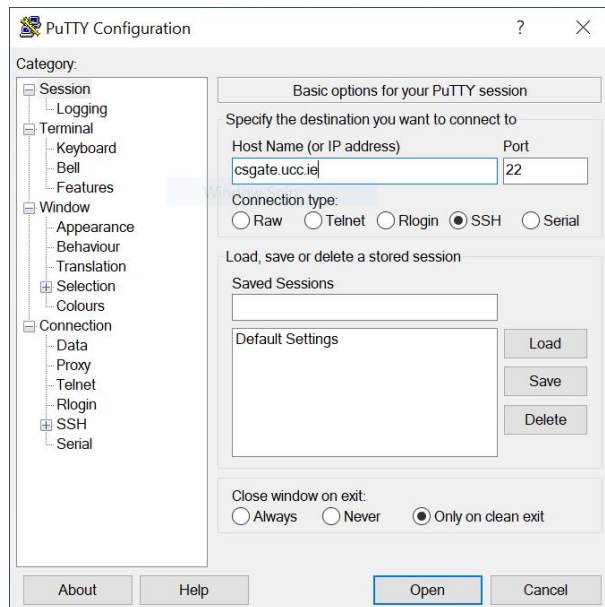 PuTTY Configuration
Category:
Session
Logging
Terminal
Keyboard
Bell
Features
Window
Appearance
Behaviour
Translation
Selection
Colours
Connection
Data
Proxy
Telnet
Rlogin
SSH
Serial
Basic options for your PuTTY session
Specify the destination you want to connect to
Host Name (or IP address) Port
csgate.ucc.ie 22
Connection type:
Raw Telnet Rlogin SSH Serial
Load, save or delete a stored session
Saved Sessions
Default Settings
Load
Save
Delete
Close window on exit:
Always Never Only on clean exit
About Help Open Cancel